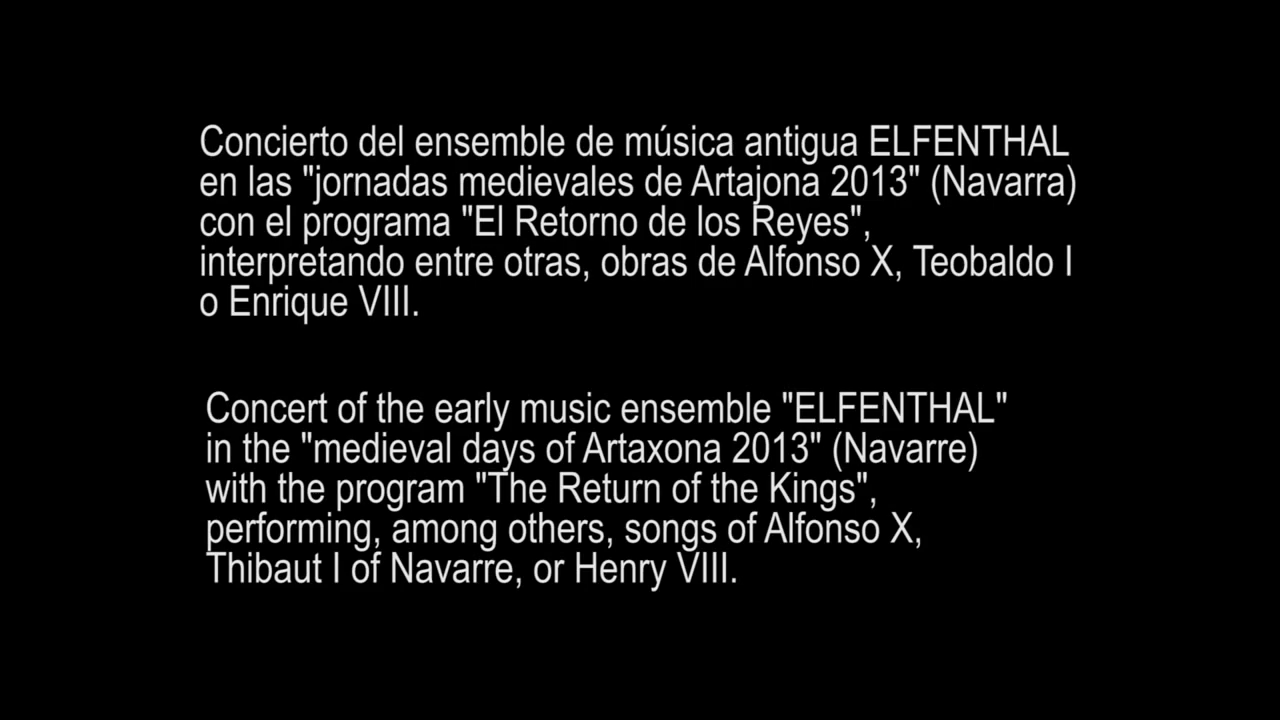 Concierto del ensemble de música antigua ELFENTHAL
en las "jornadas medievales de Artajona 2013" (Navarra)
con el programa "El Retorno de los Reyes",
interpretando entre otras, obras de Alfonso X, Teobaldo I
o Enrique VIII.
Concert of the early music ensemble "ELFENTHAL"
in the "medieval days of Artaxona 2013" (Navarre)
with the program "The Return of the Kings",
performing, among others, songs of Alfonso X,
Thibaut I of Navarre, or Henry VIII.